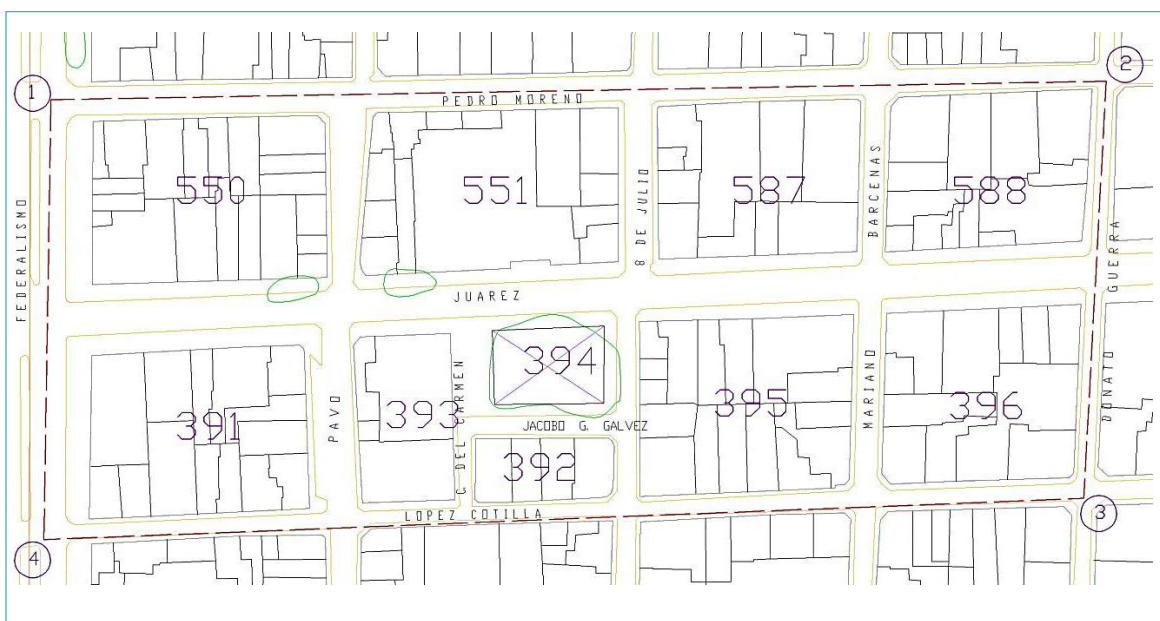 1
2
PEDRO MORENO
550
551
587
588
FEDERALISMO
8 DE JULIO
BARCENAS
GUERRA
JUAREZ
391
PAVO
393
C. DEL CARMEN
394
JACOBO G. GALVEZ
392
395
MARIANO
396
DONATO
LOPEZ COTILLA
3
4